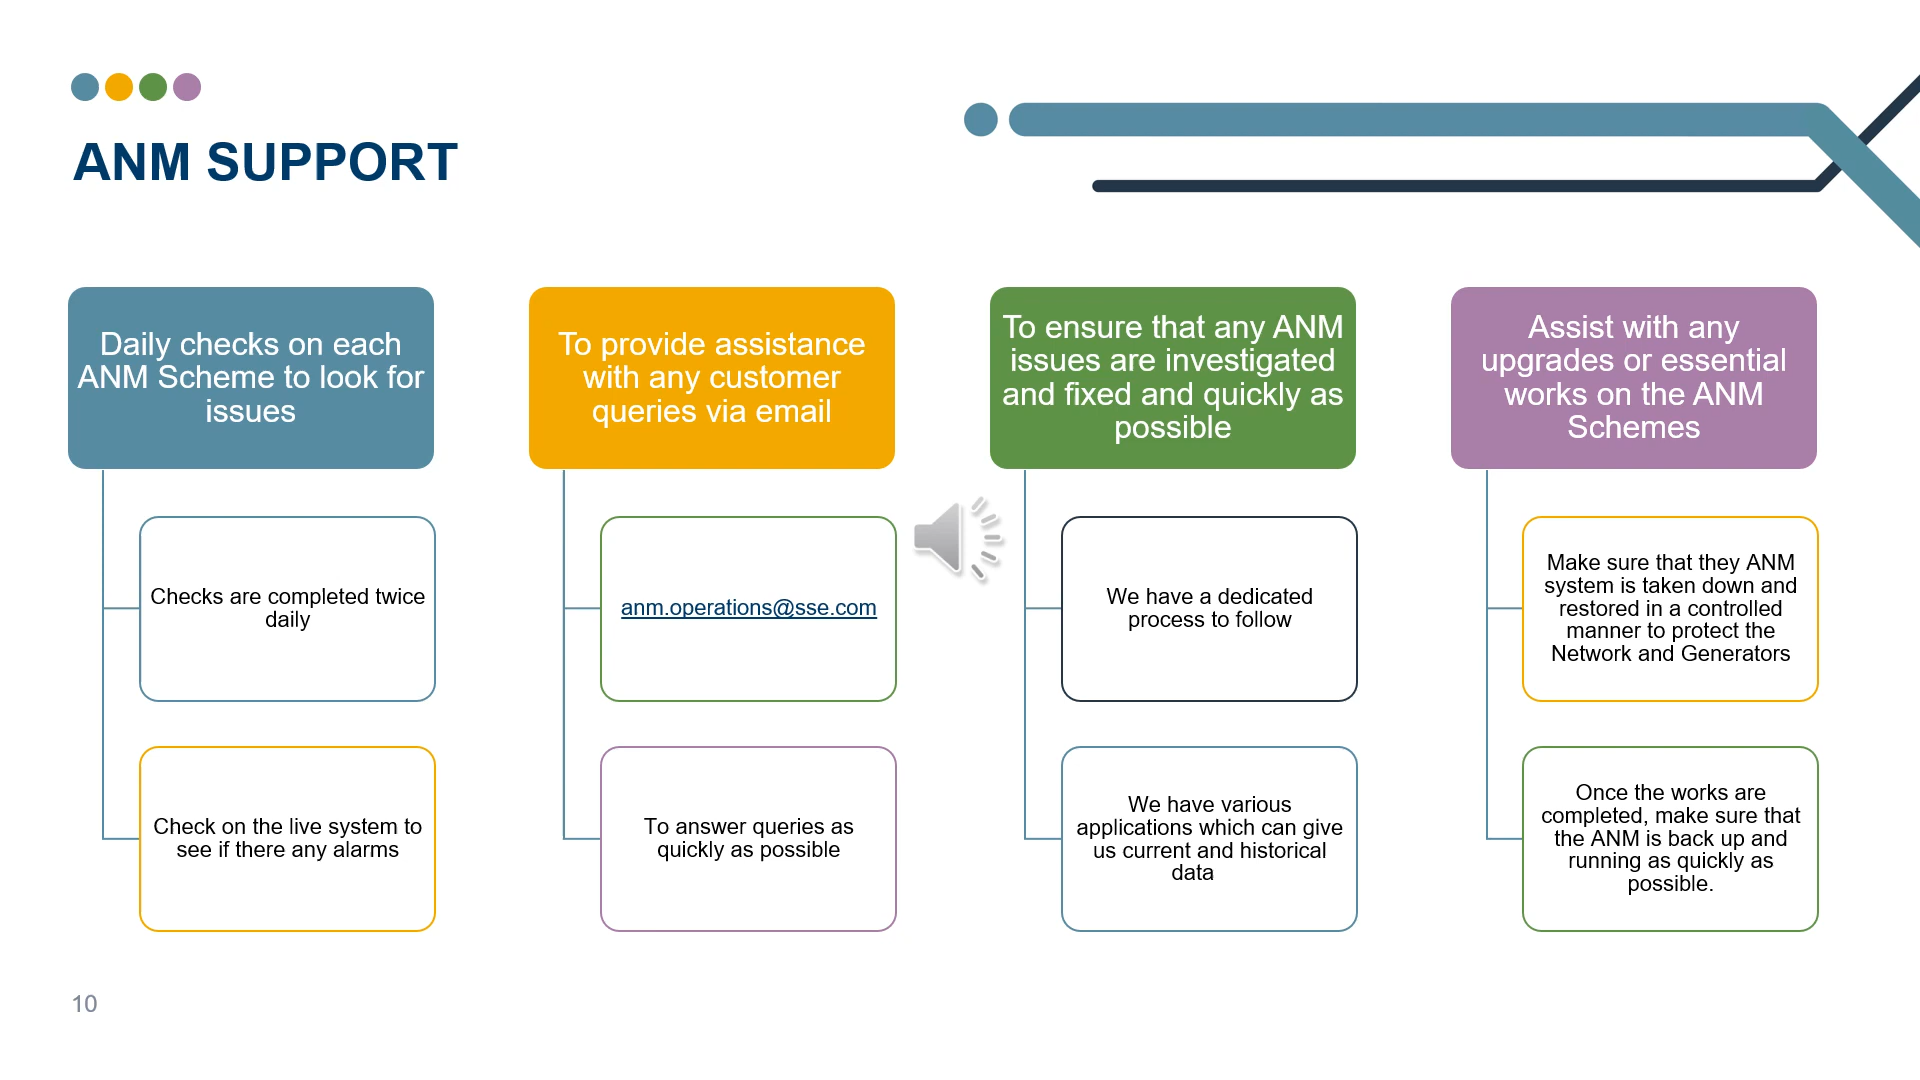 ANM SUPPORT
Daily checks on each
ANM Scheme to look for
issues
Checks are completed twice
daily
Check on the live system to
see if there any alarms
To provide assistance
with any customer
queries via email
anm.operations@sse.com
To answer queries as
quickly as possible
To ensure that any ANM
issues are investigated
and fixed and quickly as
possible
We have a dedicated
process to follow
We have various
applications which can give
us current and historical
data
Assist with any
upgrades or essential
works on the ANM
Schemes
Make sure that they ANM
system is taken down and
restored in a controlled
manner to protect the
Network and Generators
Once the works are
completed, make sure that
the ANM is back up and
running as quickly as
possible.
10